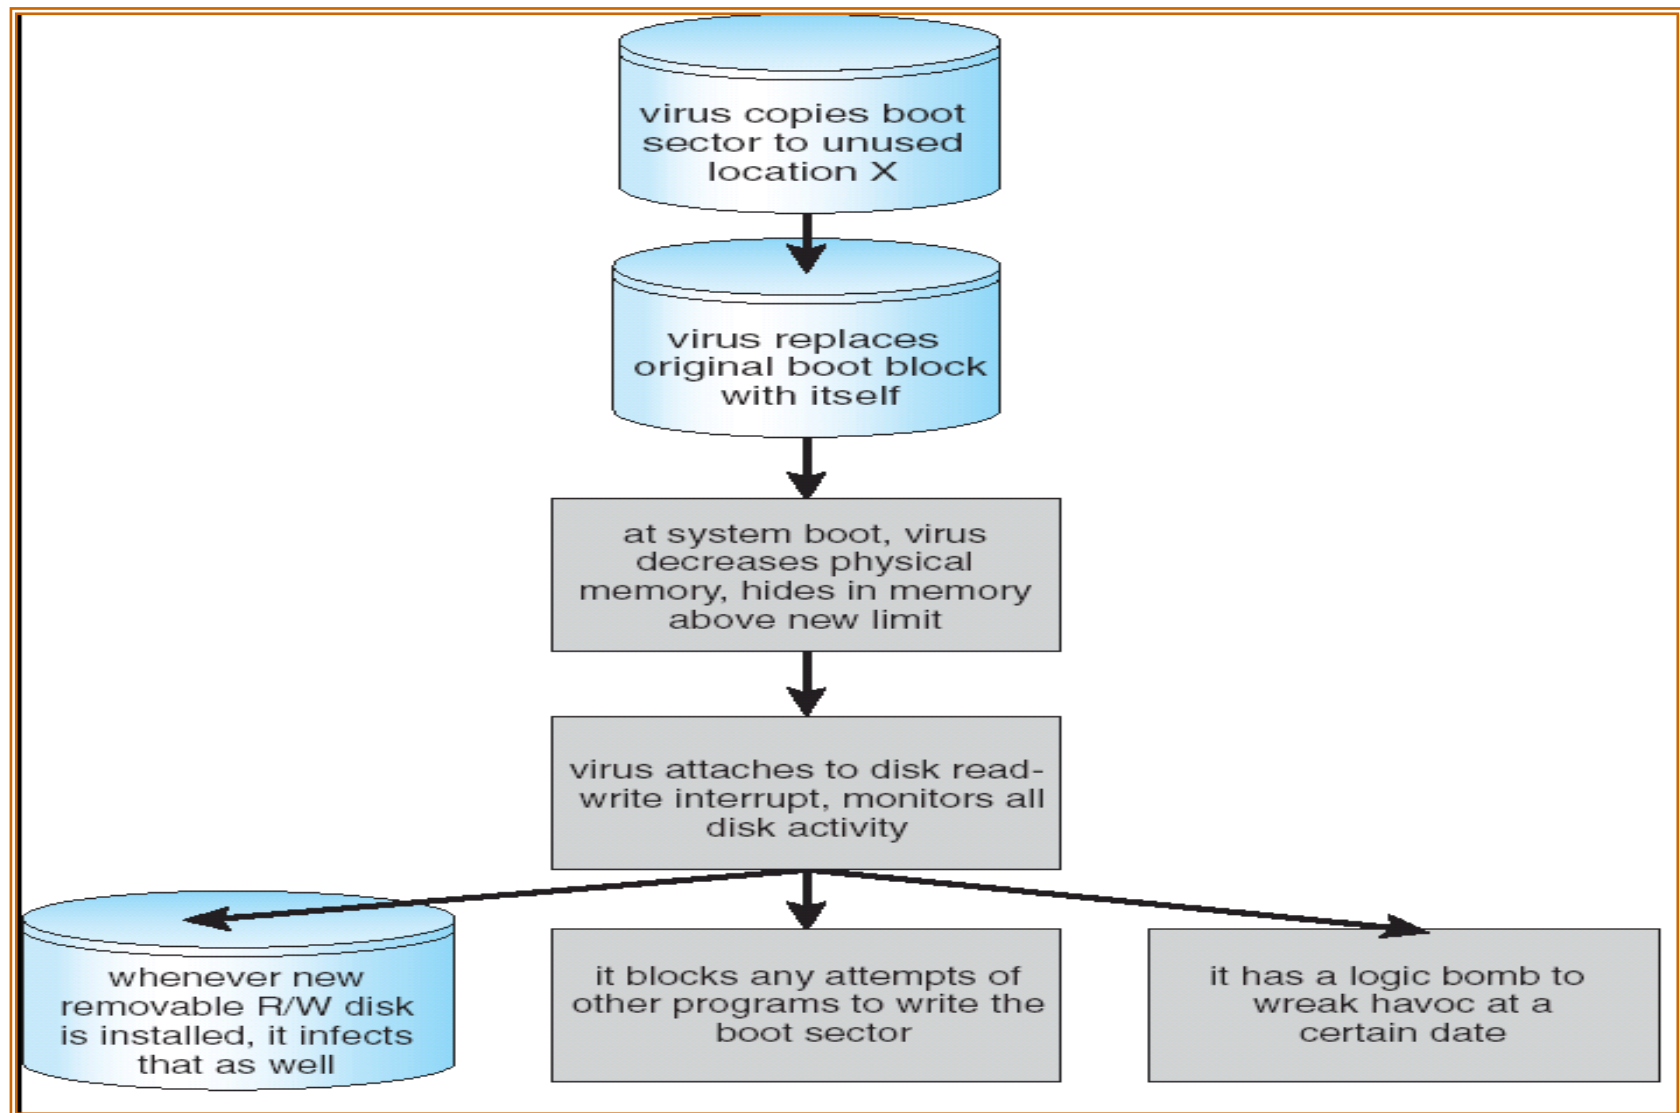 virus copies boot
sector to unused
location X
virus replaces
original boot block
with itself
at system boot, virus
decreases physical
memory, hides in memory
above new limit
virus attaches to disk read-
write interrupt, monitors all
disk activity
whenever new
removable R/W disk
is installed, it infects
that as well
it blocks any attempts of
other programs to write the
boot sector
it has a logic bomb to
wreak havoc at a
certain date